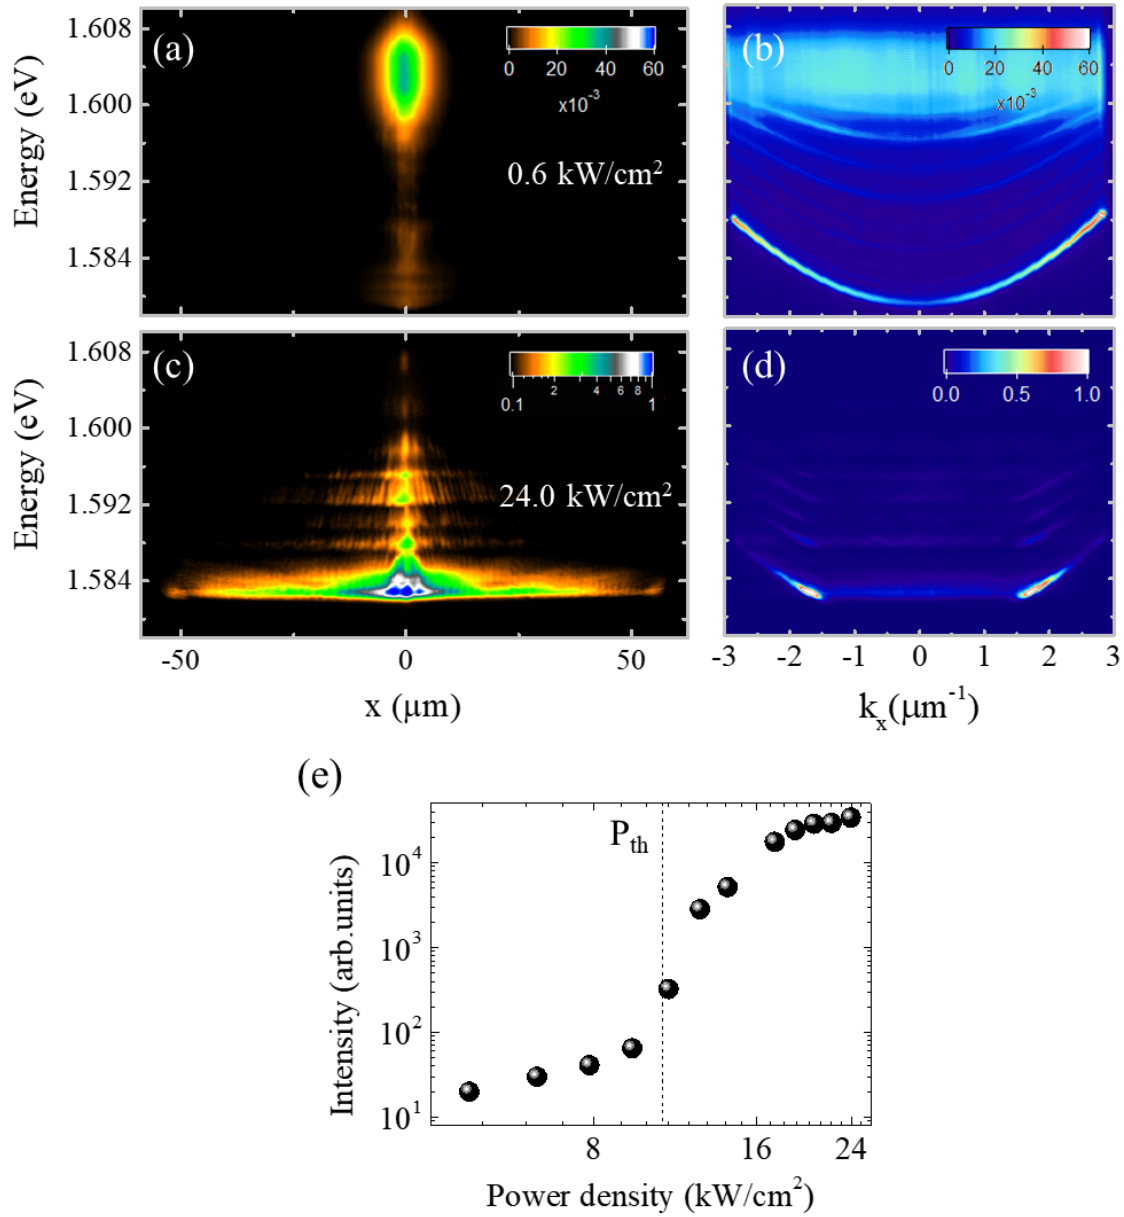 (a)
0 20 40 60
x10⁻³
0.6 kW/cm²
1.608
1.600
1.592
1.584
Energy (eV)
(b)
0 20 40 60
x10⁻³
(c)
0.1 2 4 6 8 1
24.0 kW/cm²
1.608
1.600
1.592
1.584
Energy (eV)
-50 0 50
x (μm)
(d)
0.0 0.5 1.0
-3 -2 -1 0 1 2 3
kₓ(μm⁻¹)
(e)
Pth
10⁴
10³
10²
10¹
Intensity (arb.units)
8 16 24
Power density (kW/cm²)